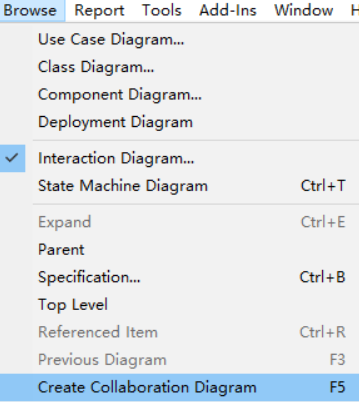 Browse Report Tools Add-Ins Window H
Use Case Diagram...
Class Diagram...
Component Diagram...
Deployment Diagram
Interaction Diagram...
State Machine Diagram Ctrl+T
Expand Ctrl+E
Parent
Specification... Ctrl+B
Top Level
Referenced Item Ctrl+R
Previous Diagram F3
Create Collaboration Diagram F5